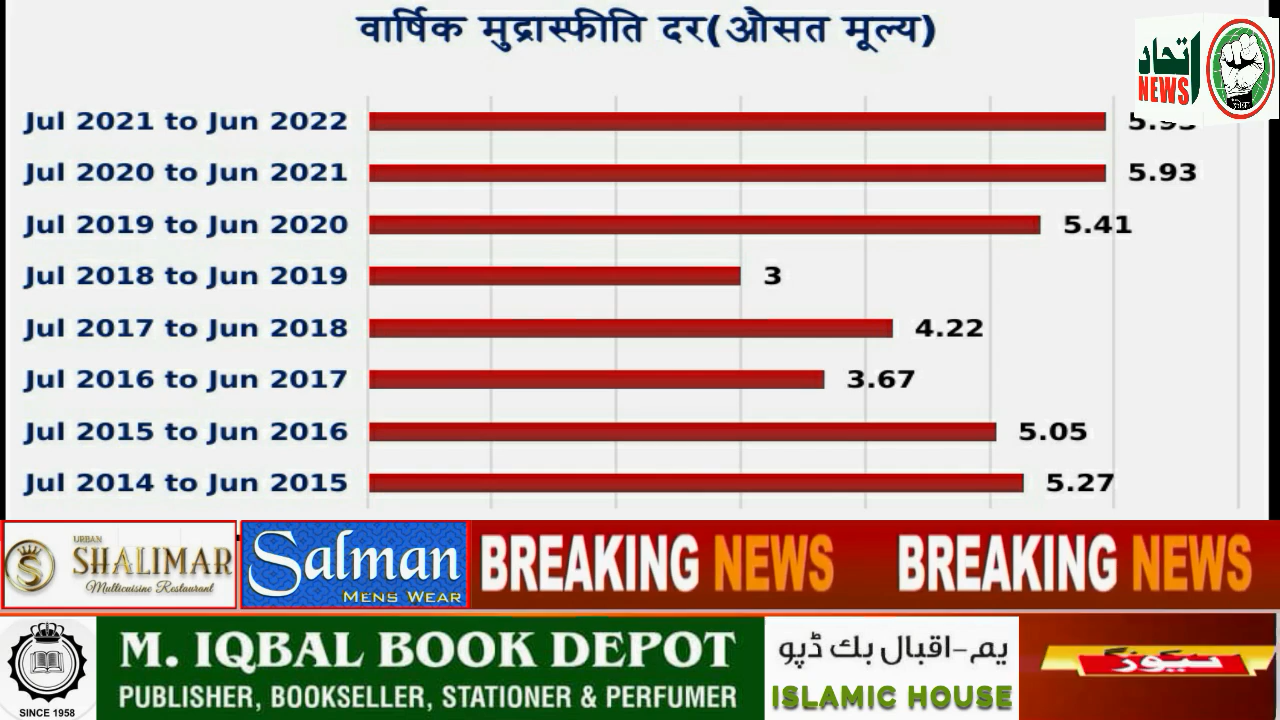 वार्षिक मुद्रास्फीति दर(औसत मूल्य)
اتحاد
NEWS
Jul 2021 to Jun 2022
Jul 2020 to Jun 2021 5.93
Jul 2019 to Jun 2020 5.41
Jul 2018 to Jun 2019 3
Jul 2017 to Jun 2018 4.22
Jul 2016 to Jun 2017 3.67
Jul 2015 to Jun 2016 5.05
Jul 2014 to Jun 2015 5.27
URBAN
SHALIMAR
Multicuisine Restaurant
Salman
MENS WEAR
BREAKING NEWS BREAKING NEWS
SINCE 1958
M. IQBAL BOOK DEPOT
PUBLISHER, BOOKSELLER, STATIONER & PERFUMER
یم-اقبال بك ڈپو
ISLAMIC HOUSE
بریکنگ
نیوز